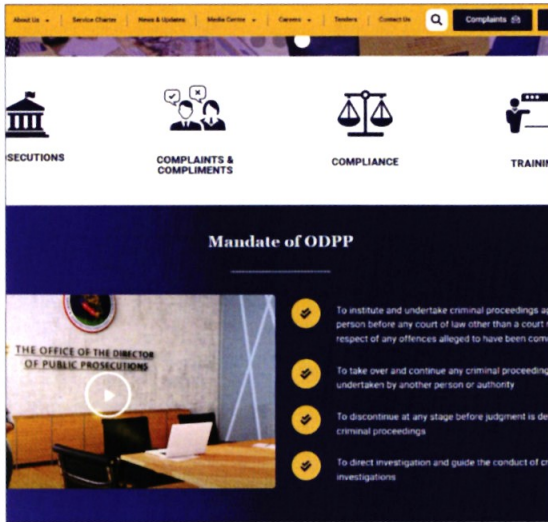 About Us
Service Charter
News & Updates
Media Centre
Careers
Tenders
Contact Us
Complaints
SECUTIONS
COMPLAINTS &
COMPLIMENTS
COMPLIANCE
TRAININ
Mandate of ODPP
THE OFFICE OF THE DIRECTOR
OF PUBLIC PROSECUTIONS
To institute and undertake criminal proceedings ag
person before any court of law other than a court
respect of any offences alleged to have been com
To take over and continue any criminal proceeding
undertaken by another person or authority
To discontinue at any stage before judgment is de
criminal proceedings
To direct investigation and guide the conduct of cr
investigations